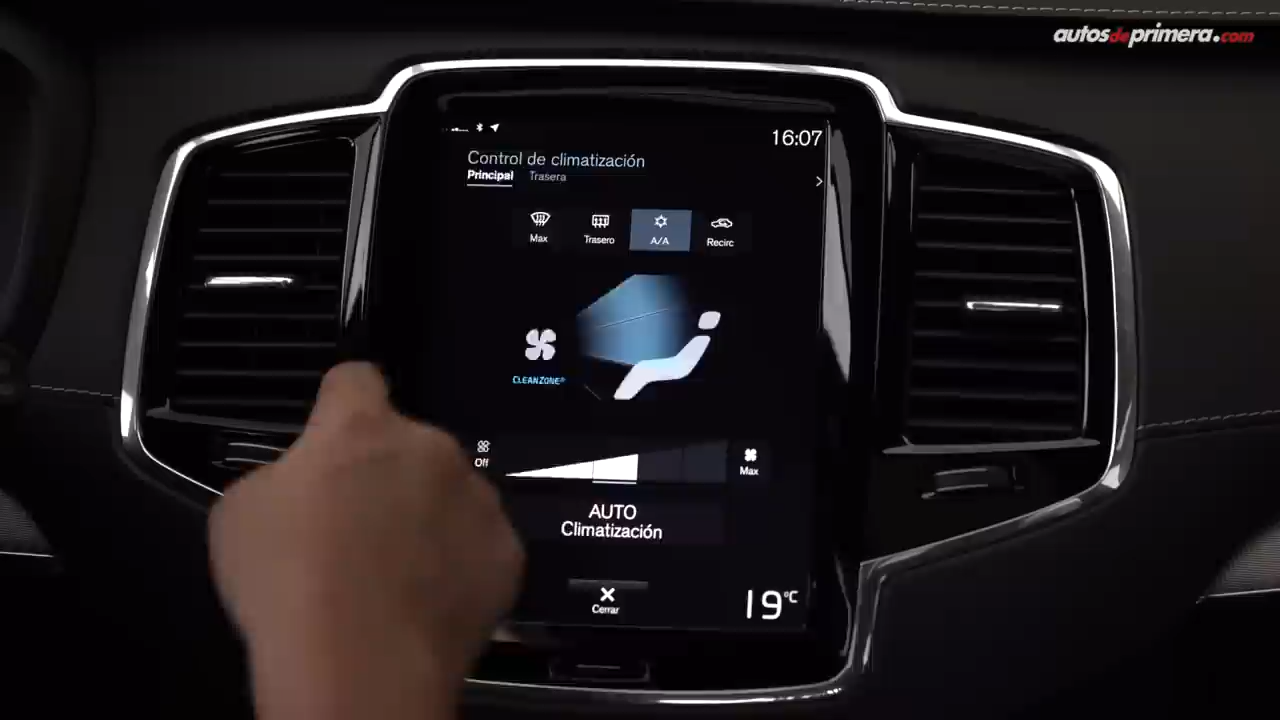 autosdeprimera.com
16:07
Control de climatización
Principal Trasera
Max Trasero A/A Recirc
CLEANZONE®
Off Max
AUTO
Climatización
Cerrar
19°C